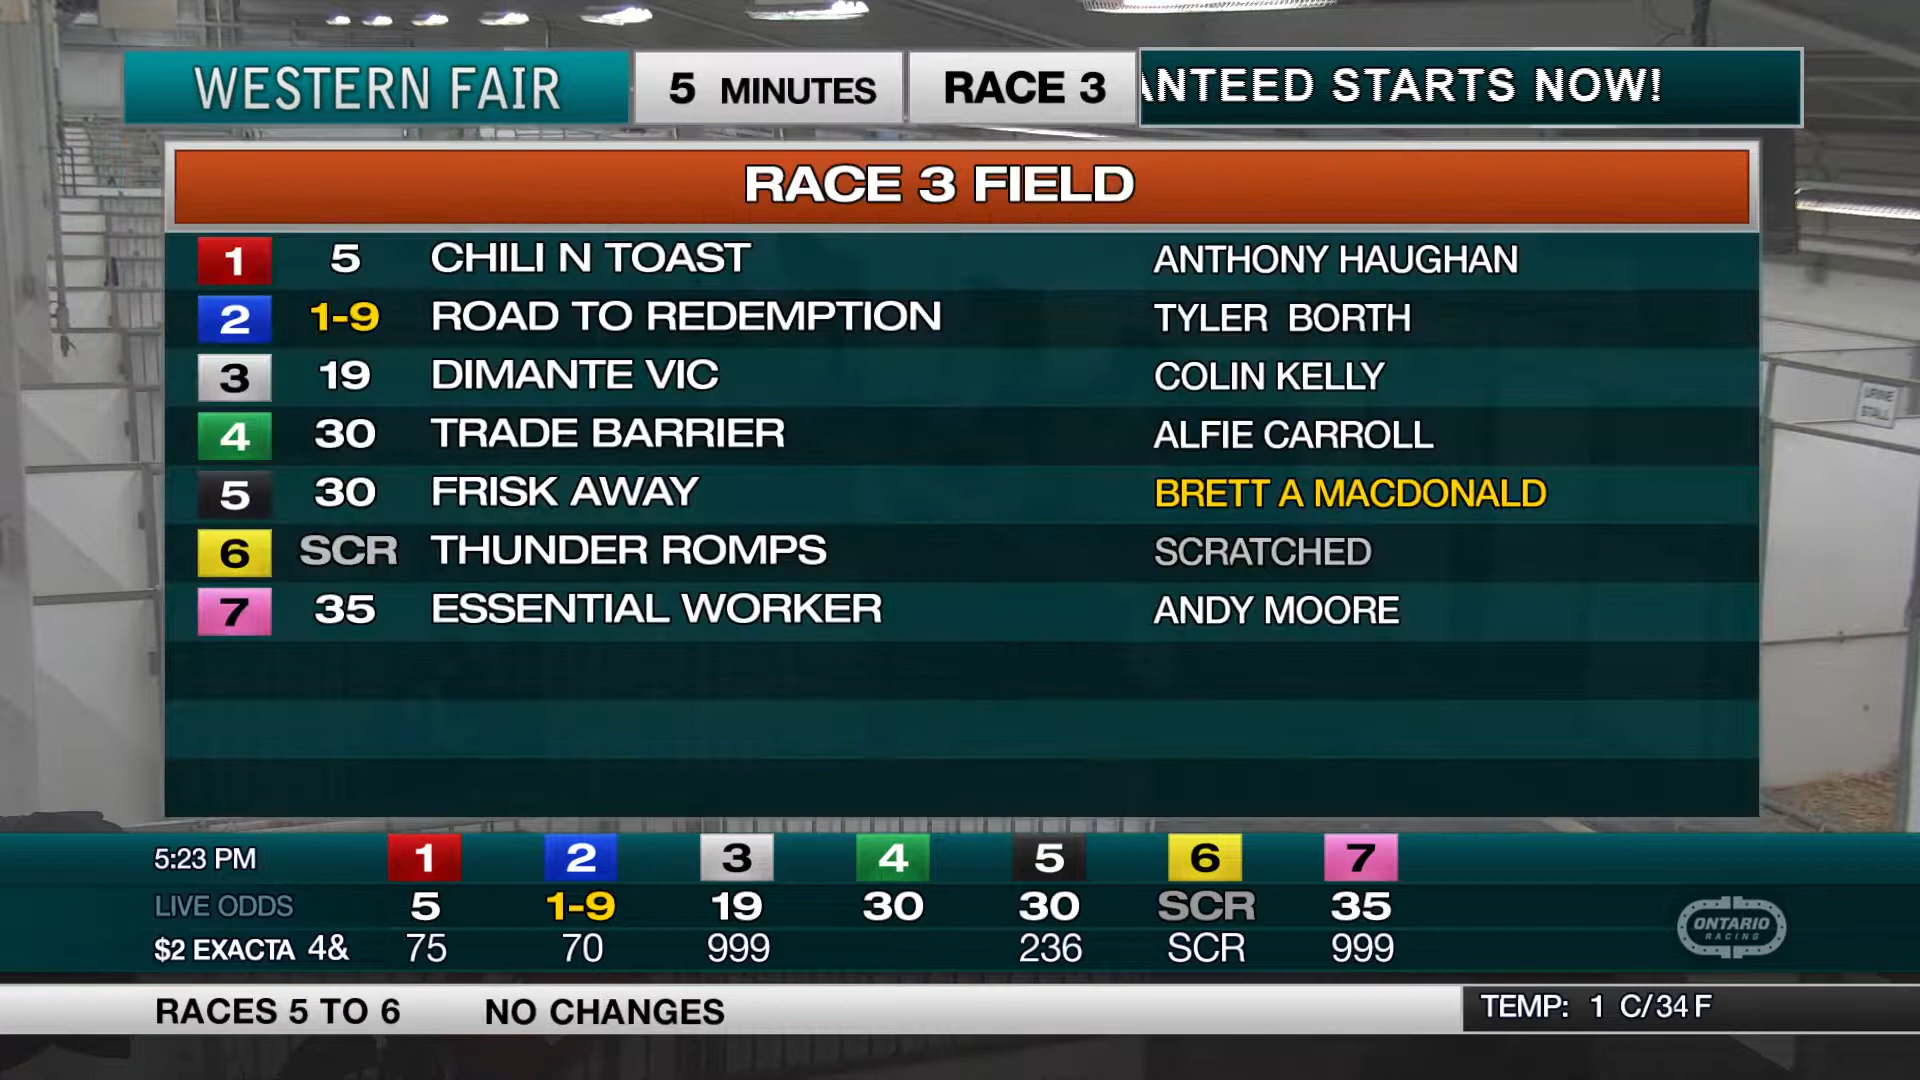 WESTERN FAIR 5 MINUTES RACE 3 ANTEED STARTS NOW!
RACE 3 FIELD
1 5 CHILI N TOAST ANTHONY HAUGHAN
2 1-9 ROAD TO REDEMPTION TYLER BORTH
3 19 DIMANTE VIC COLIN KELLY
4 30 TRADE BARRIER ALFIE CARROLL
5 30 FRISK AWAY BRETT A MACDONALD
6 SCR THUNDER ROMPS SCRATCHED
7 35 ESSENTIAL WORKER ANDY MOORE
URINE
STALL
5:23 PM 1 2 3 4 5 6 7
LIVE ODDS 5 1-9 19 30 30 SCR 35
$2 EXACTA 4& 75 70 999 236 SCR 999
ONTARIO
RACING
RACES 5 TO 6 NO CHANGES TEMP: 1 C/34 F